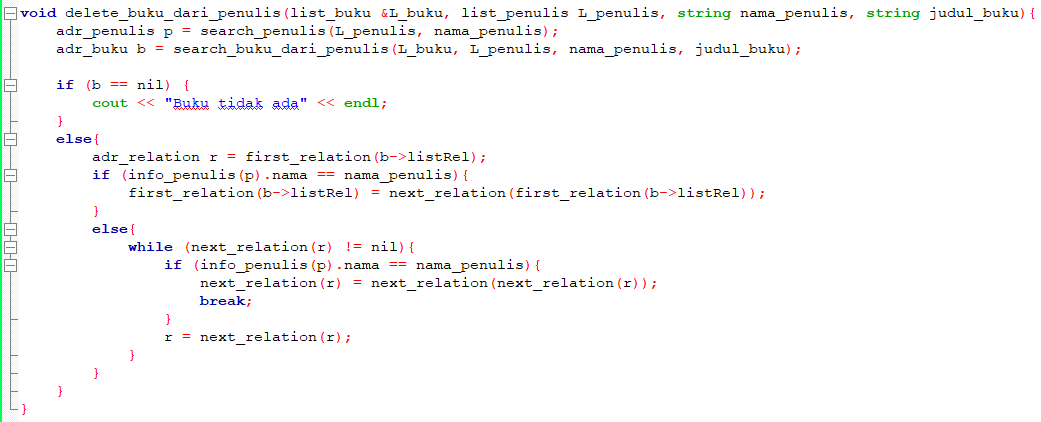 void delete_buku_dari_penulis(list_buku &L_buku, list_penulis L_penulis, string nama_penulis, string judul_buku){
    adr_penulis p = search_penulis(L_penulis, nama_penulis);
    adr_buku b = search_buku_dari_penulis(L_buku, L_penulis, nama_penulis, judul_buku);

    if (b == nil) {
        cout << "Buku tidak ada" << endl;
    }
    else{
        adr_relation r = first_relation(b->listRel);
        if (info_penulis(p).nama == nama_penulis){
            first_relation(b->listRel) = next_relation(first_relation(b->listRel));
        }
        else{
            while (next_relation(r) != nil){
                if (info_penulis(p).nama == nama_penulis){
                    next_relation(r) = next_relation(next_relation(r));
                    break;
                }
                r = next_relation(r);
            }
        }
    }
}